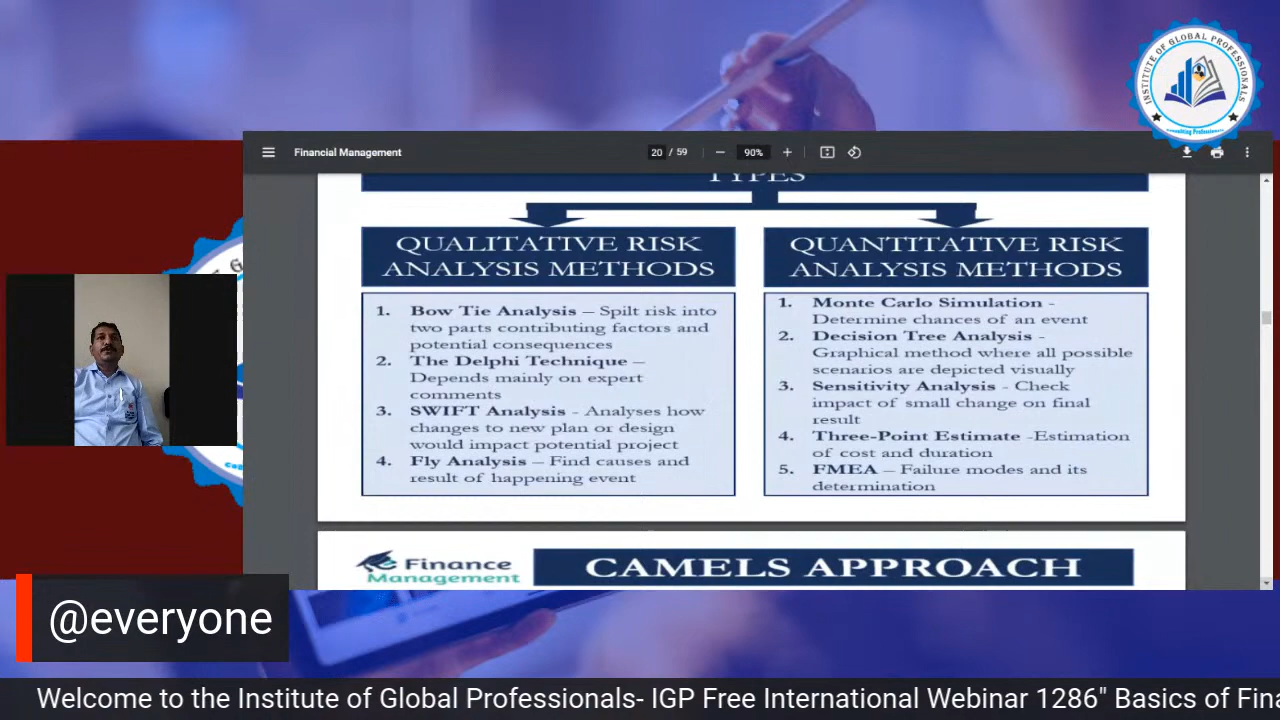 INSTITUTE OF GLOBAL PROFESSIONALS
Consulting Professionals
Financial Management
20 / 59
90%
TYPES
QUALITATIVE RISK
ANALYSIS METHODS
1. Bow Tie Analysis – Spilt risk into
two parts contributing factors and
potential consequences
2. The Delphi Technique –
Depends mainly on expert
comments
3. SWIFT Analysis - Analyses how
changes to new plan or design
would impact potential project
4. Fly Analysis – Find causes and
result of happening event
QUANTITATIVE RISK
ANALYSIS METHODS
1. Monte Carlo Simulation -
Determine chances of an event
2. Decision Tree Analysis -
Graphical method where all possible
scenarios are depicted visually
3. Sensitivity Analysis - Check
impact of small change on final
result
4. Three-Point Estimate -Estimation
of cost and duration
5. FMEA – Failure modes and its
determination
Finance
Management
CAMELS APPROACH
@everyone
Welcome to the Institute of Global Professionals- IGP Free International Webinar 1286" Basics of Fina